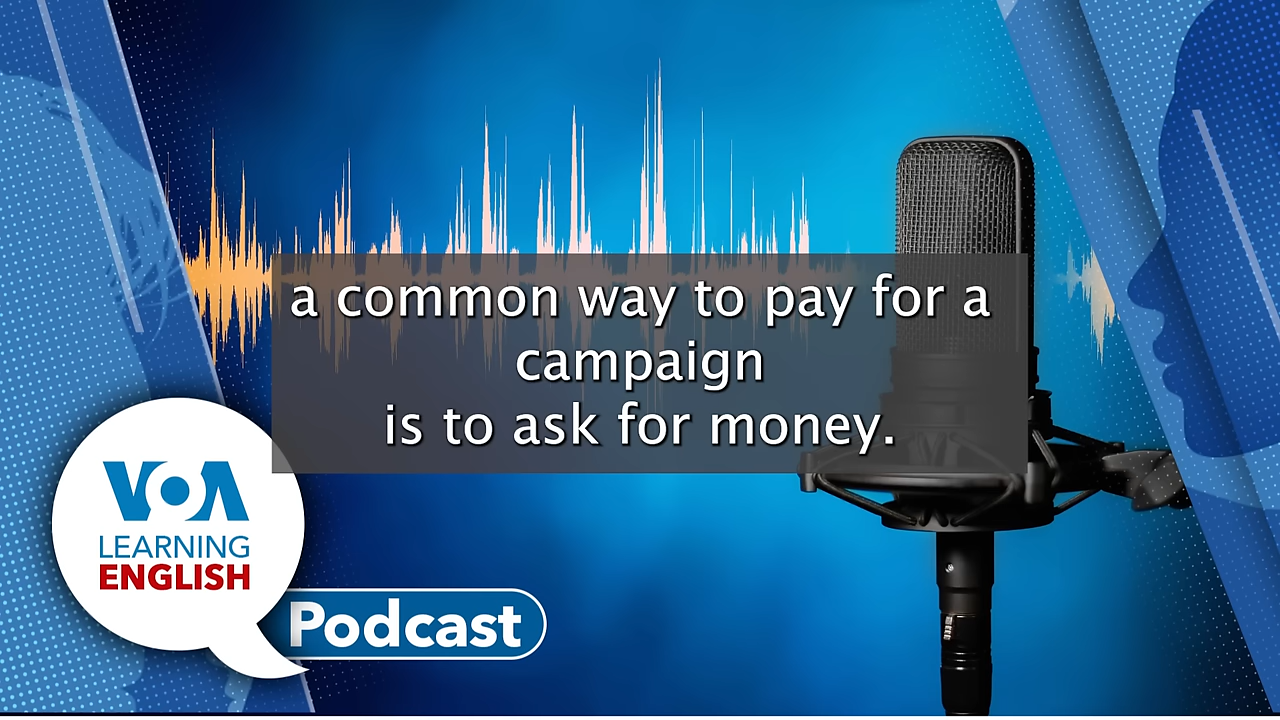 a common way to pay for a
campaign
is to ask for money.
VOA
LEARNING
ENGLISH
Podcast